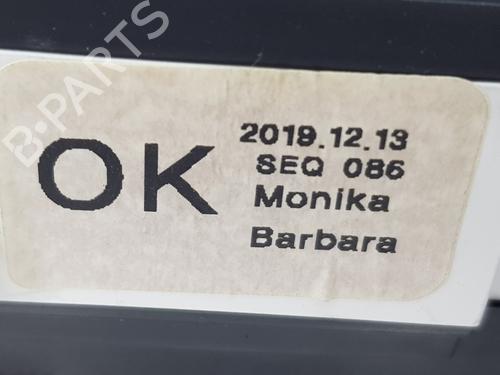 B-PARTS
OK
2019.12.13
SEQ 086
Monika
Barbara